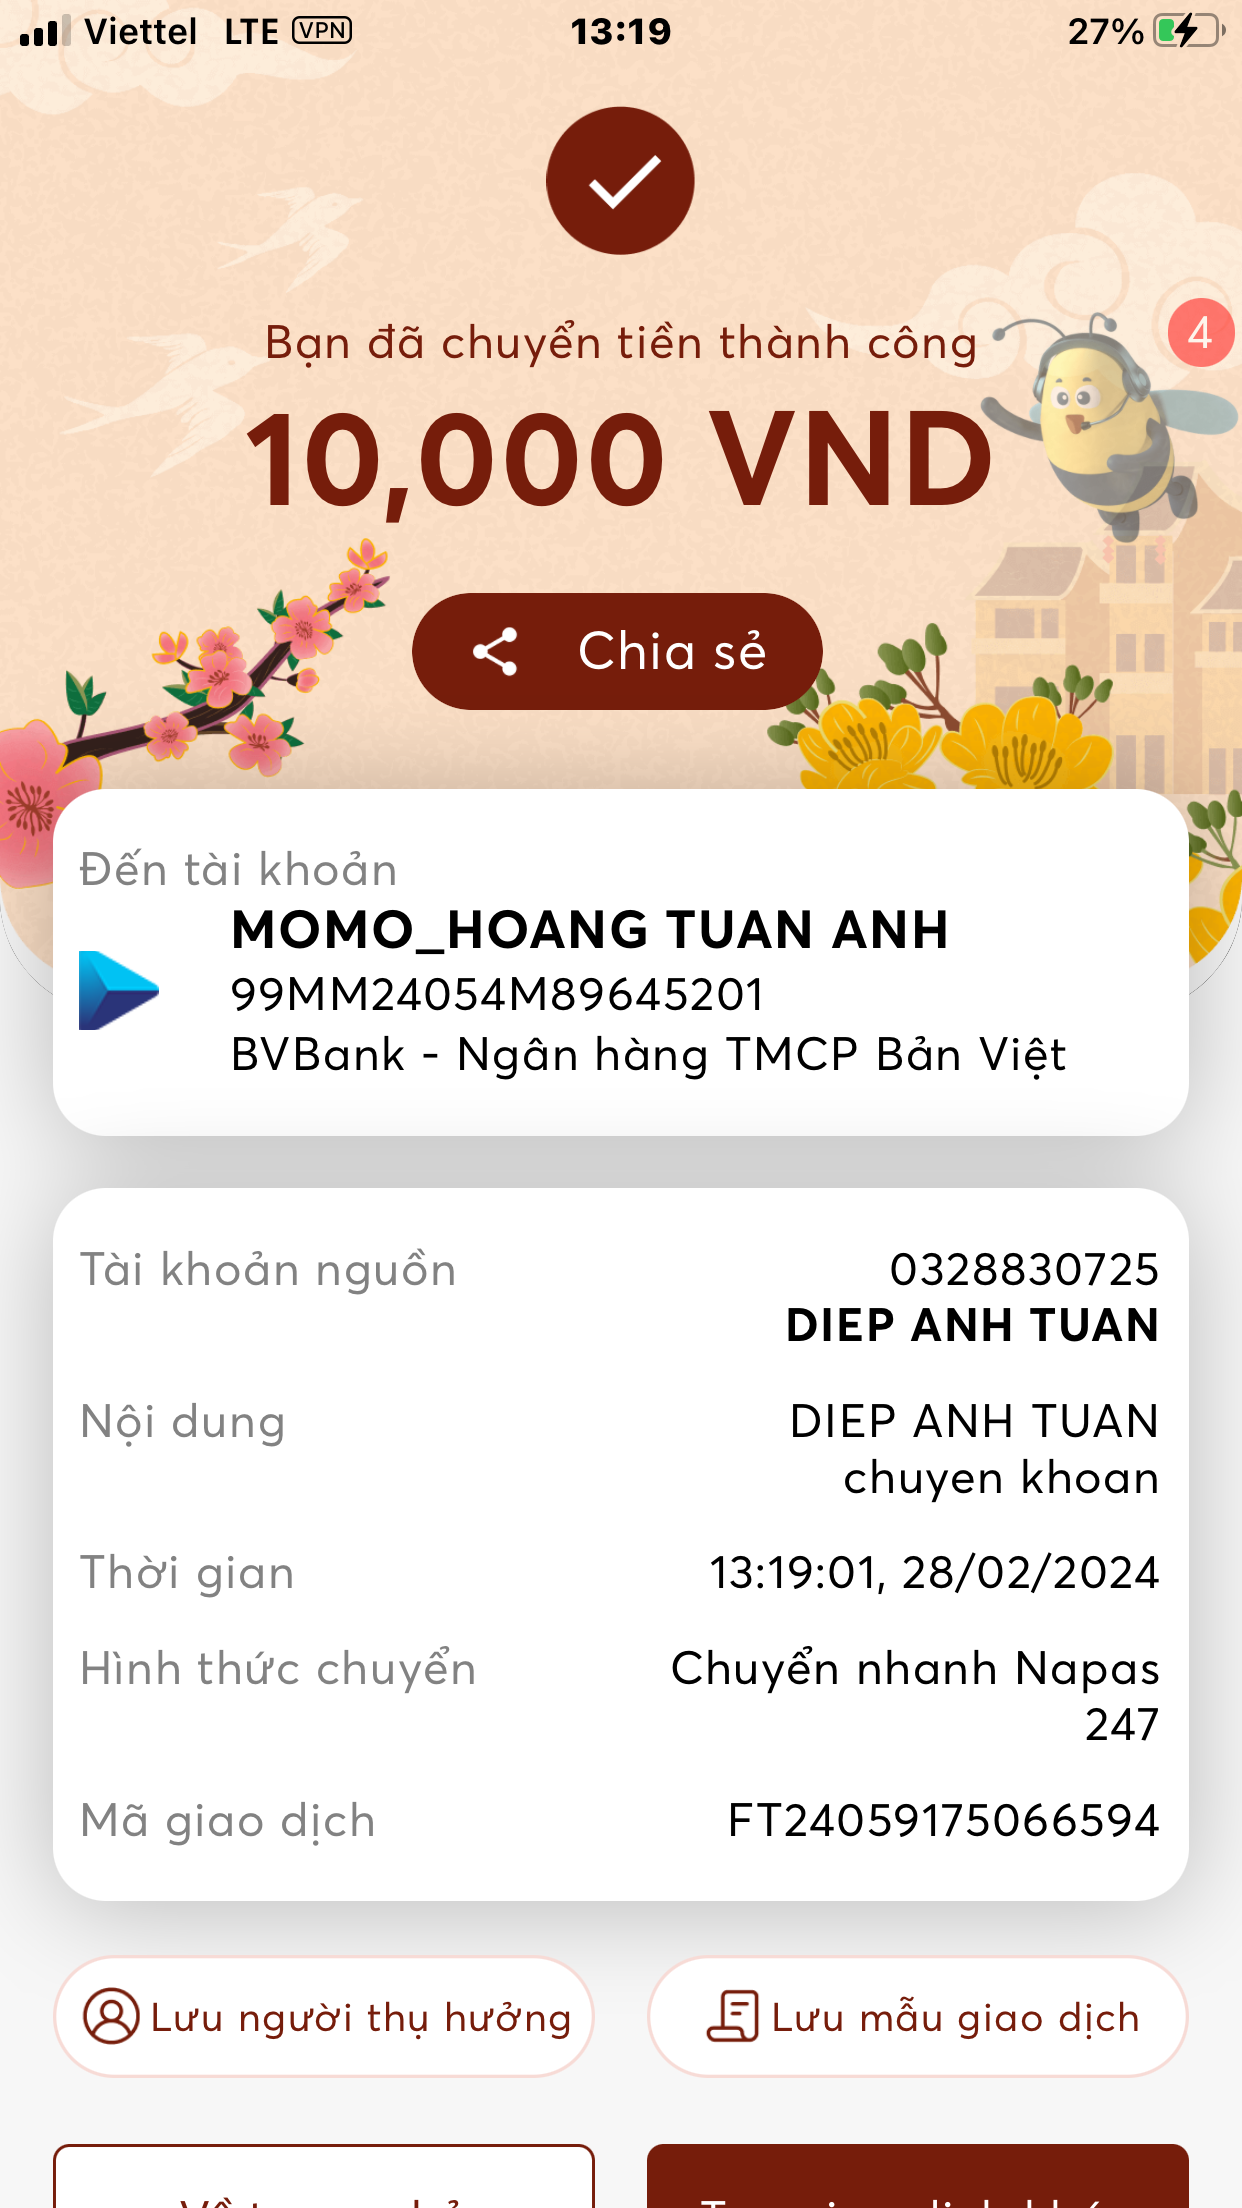 Viettel LTE VPN 13:19 27%
4
Bạn đã chuyển tiền thành công
10,000 VND
Chia sẻ
Đến tài khoản
MOMO_HOANG TUAN ANH
99MM24054M89645201
BVBank - Ngân hàng TMCP Bản Việt
Tài khoản nguồn 0328830725
DIEP ANH TUAN
Nội dung DIEP ANH TUAN
chuyen khoan
Thời gian 13:19:01, 28/02/2024
Hình thức chuyển Chuyển nhanh Napas
247
Mã giao dịch FT24059175066594
Lưu người thụ hưởng Lưu mẫu giao dịch